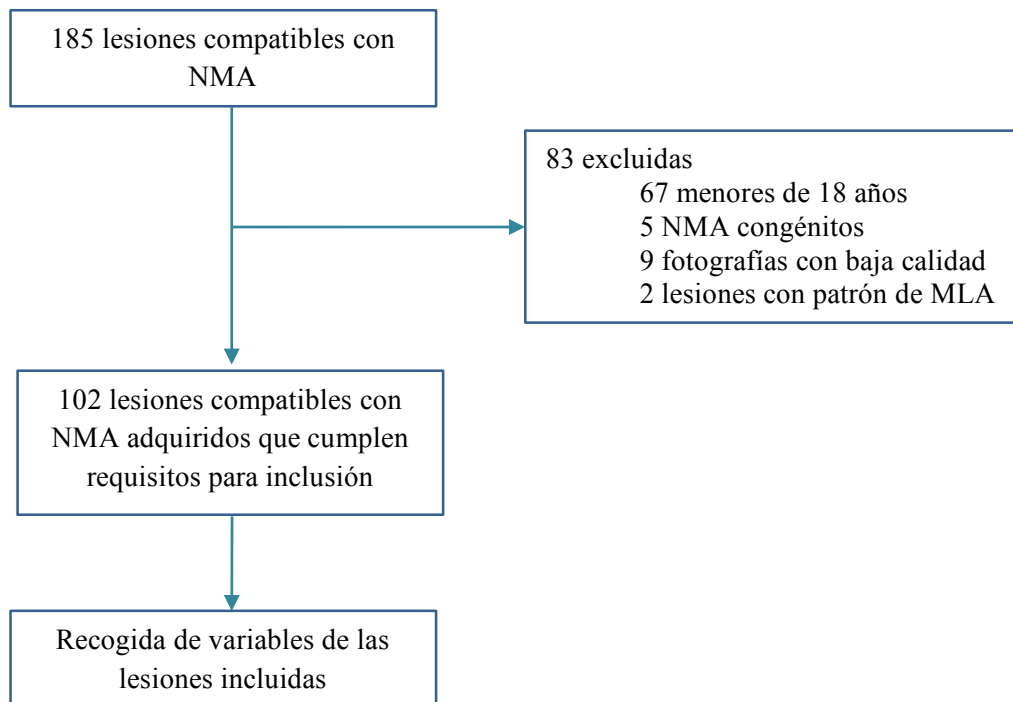 185 lesiones compatibles con
NMA
83 excluidas
67 menores de 18 años
5 NMA congénitos
9 fotografías con baja calidad
2 lesiones con patrón de MLA
102 lesiones compatibles con
NMA adquiridos que cumplen
requisitos para inclusión
Recogida de variables de las
lesiones incluidas